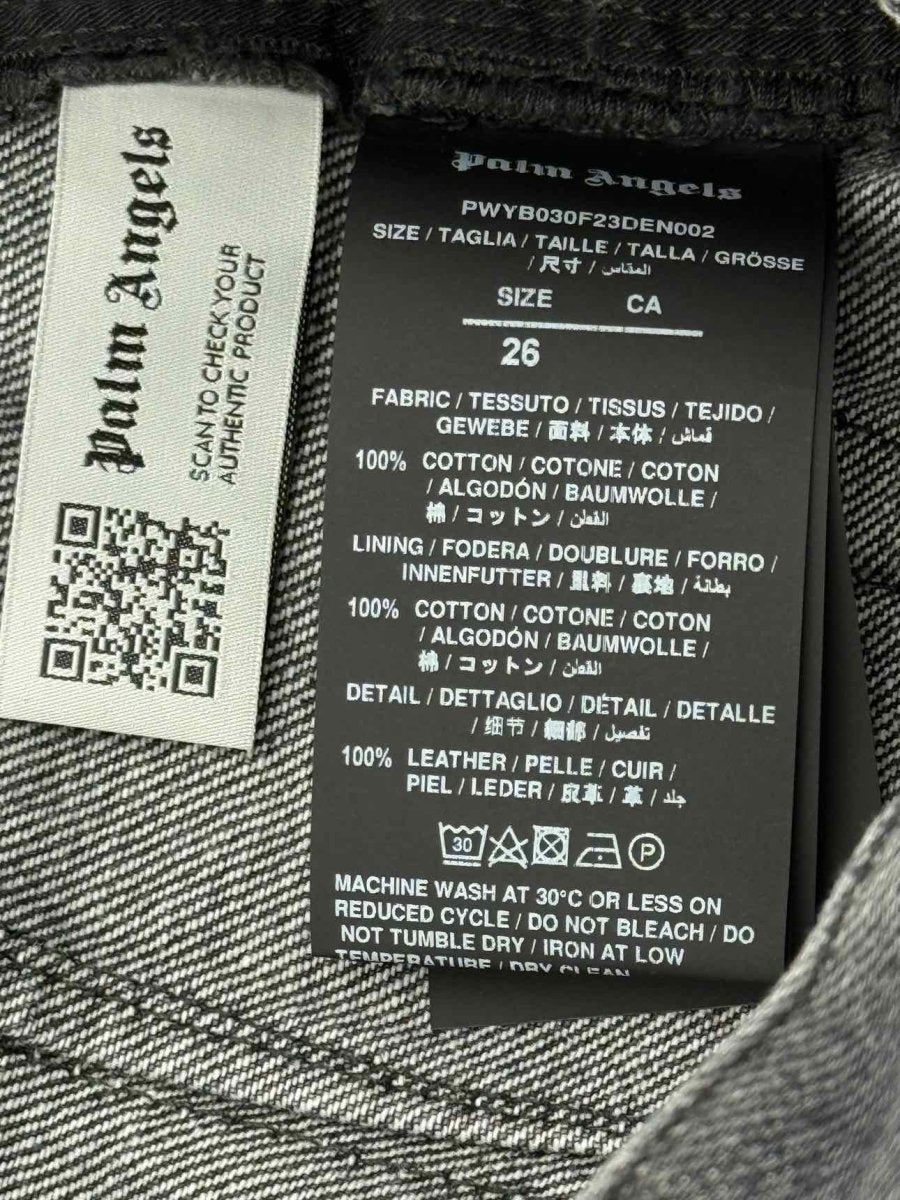 Palm Angels
SCAN TO CHECK YOUR
AUTHENTIC PRODUCT
Palm Angels
PWYB030F23DEN002
SIZE / TAGLIA / TAILLE / TALLA / GRÖSSE
/ 尺寸 / المقاس
SIZE CA
26
FABRIC / TESSUTO / TISSUS / TEJIDO /
GEWEBE / 面料 / 本体 / قماش
100% COTTON / COTONE / COTON
/ ALGODÓN / BAUMWOLLE /
棉 / コットン / القطن
LINING / FODERA / DOUBLURE / FORRO /
INNENFUTTER / 里料 / 裏地 / بطانة
100% COTTON / COTONE / COTON
/ ALGODÓN / BAUMWOLLE /
棉 / コットン / القطن
DETAIL / DETTAGLIO / DÉTAIL / DETALLE
/ 细节 / 細部 / تفصيل
100% LEATHER / PELLE / CUIR /
PIEL / LEDER / 皮革 / 革 / جلد
30 P
MACHINE WASH AT 30°C OR LESS ON
REDUCED CYCLE / DO NOT BLEACH / DO
NOT TUMBLE DRY / IRON AT LOW
TEMPERATURE / DRY CLEAN